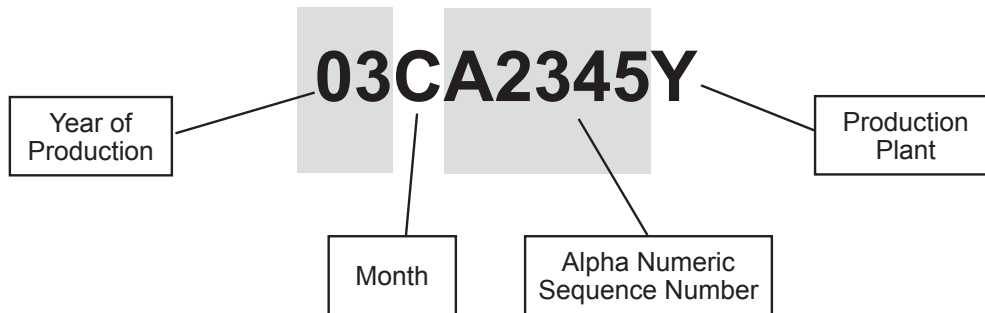 03CA2345Y
Year of
Production
Production
Plant
Month
Alpha Numeric
Sequence Number